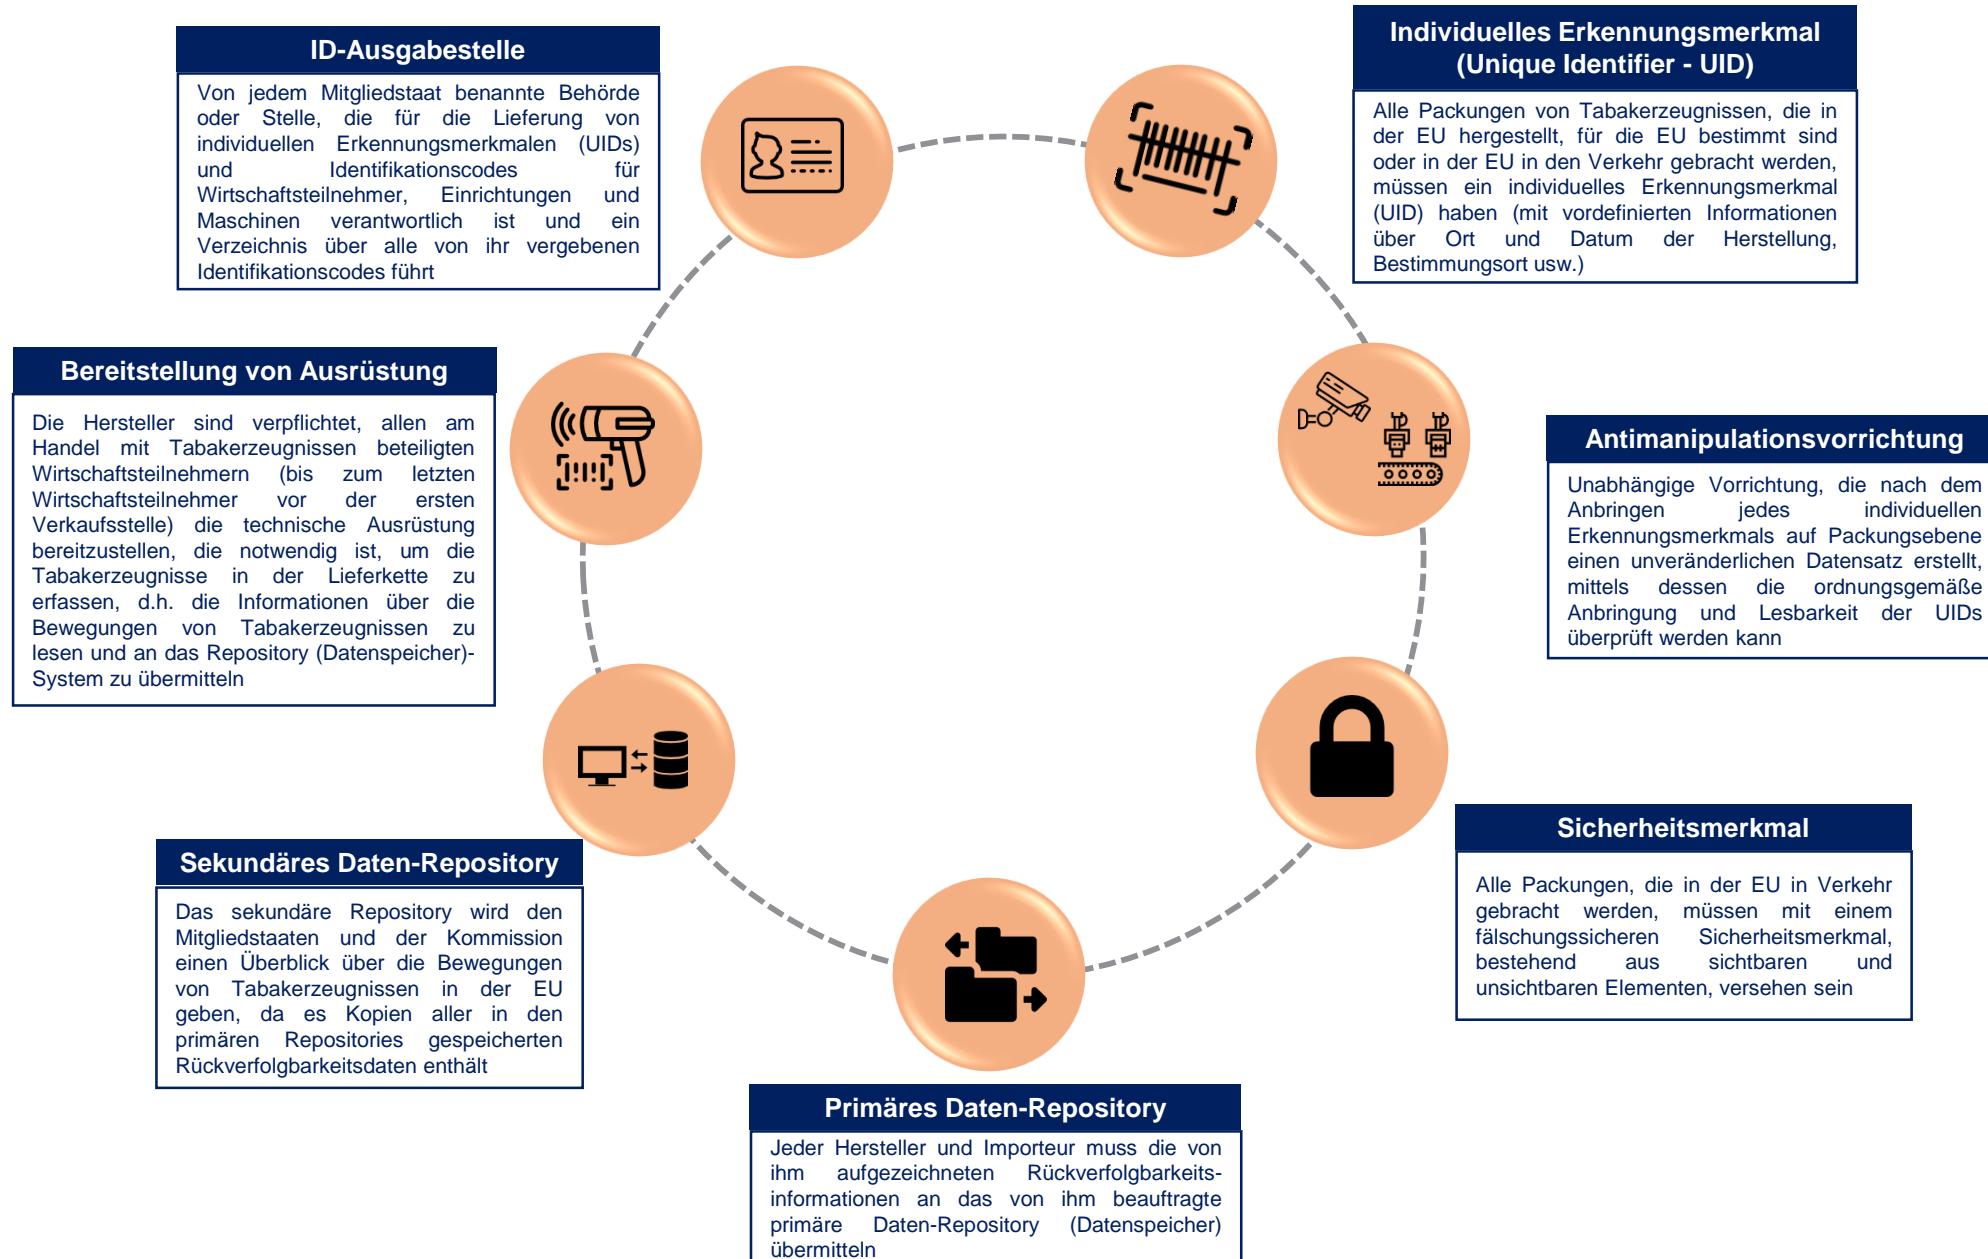 ID-Ausgabestelle
Von jedem Mitgliedstaat benannte Behörde
oder Stelle, die für die Lieferung von
individuellen Erkennungsmerkmalen (UIDs)
und Identifikationscodes für
Wirtschaftsteilnehmer, Einrichtungen und
Maschinen verantwortlich ist und ein
Verzeichnis über alle von ihr vergebenen
Identifikationscodes führt
Individuelles Erkennungsmerkmal
(Unique Identifier - UID)
Alle Packungen von Tabakerzeugnissen, die in
der EU hergestellt, für die EU bestimmt sind
oder in der EU in den Verkehr gebracht werden,
müssen ein individuelles Erkennungsmerkmal
(UID) haben (mit vordefinierten Informationen
über Ort und Datum der Herstellung,
Bestimmungsort usw.)
Bereitstellung von Ausrüstung
Die Hersteller sind verpflichtet, allen am
Handel mit Tabakerzeugnissen beteiligten
Wirtschaftsteilnehmern (bis zum letzten
Wirtschaftsteilnehmer vor der ersten
Verkaufsstelle) die technische Ausrüstung
bereitzustellen, die notwendig ist, um die
Tabakerzeugnisse in der Lieferkette zu
erfassen, d.h. die Informationen über die
Bewegungen von Tabakerzeugnissen zu
lesen und an das Repository (Datenspeicher)-
System zu übermitteln
Antimanipulationsvorrichtung
Unabhängige Vorrichtung, die nach dem
Anbringen jedes individuellen
Erkennungsmerkmals auf Packungsebene
einen unveränderlichen Datensatz erstellt,
mittels dessen die ordnungsgemäße
Anbringung und Lesbarkeit der UIDs
überprüft werden kann
Sicherheitsmerkmal
Alle Packungen, die in der EU in Verkehr
gebracht werden, müssen mit einem
fälschungssicheren Sicherheitsmerkmal,
bestehend aus sichtbaren und
unsichtbaren Elementen, versehen sein
Sekundäres Daten-Repository
Das sekundäre Repository wird den
Mitgliedstaaten und der Kommission
einen Überblick über die Bewegungen
von Tabakerzeugnissen in der EU
geben, da es Kopien aller in den
primären Repositories gespeicherten
Rückverfolgbarkeitsdaten enthält
Primäres Daten-Repository
Jeder Hersteller und Importeur muss die von
ihm aufgezeichneten Rückverfolgbarkeits-
informationen an das von ihm beauftragte
primäre Daten-Repository (Datenspeicher)
übermitteln